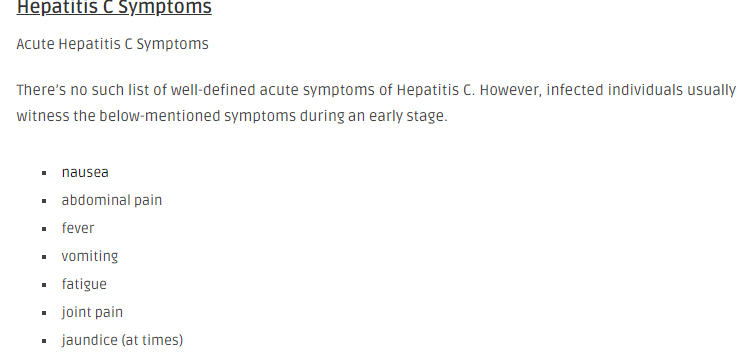 Hepatitis C Symptoms
Acute Hepatitis C Symptoms
There's no such list of well-defined acute symptoms of Hepatitis C. However, infected individuals usually
witness the below-mentioned symptoms during an early stage.
▪ nausea
▪ abdominal pain
▪ fever
▪ vomiting
▪ fatigue
▪ joint pain
▪ jaundice (at times)